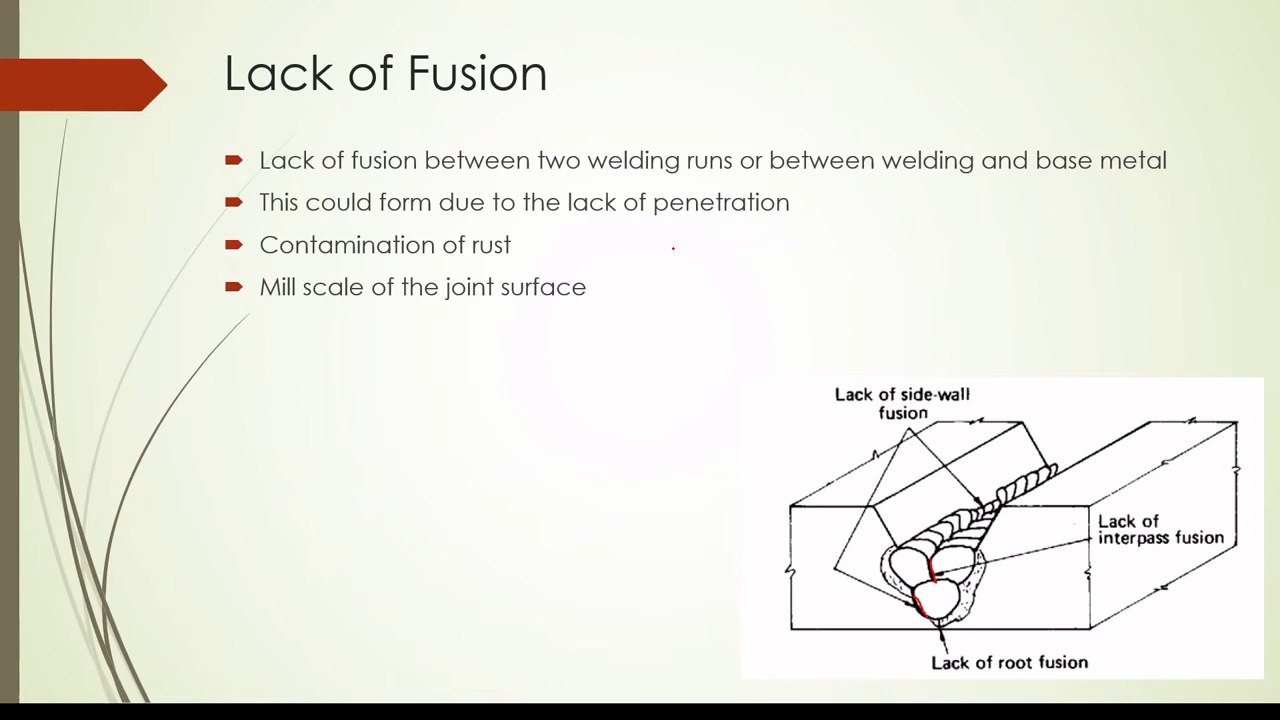 Lack of Fusion
Lack of fusion between two welding runs or between welding and base metal
This could form due to the lack of penetration
Contamination of rust
Mill scale of the joint surface
Lack of side-wall
fusion
Lack of
interpass fusion
Lack of root fusion